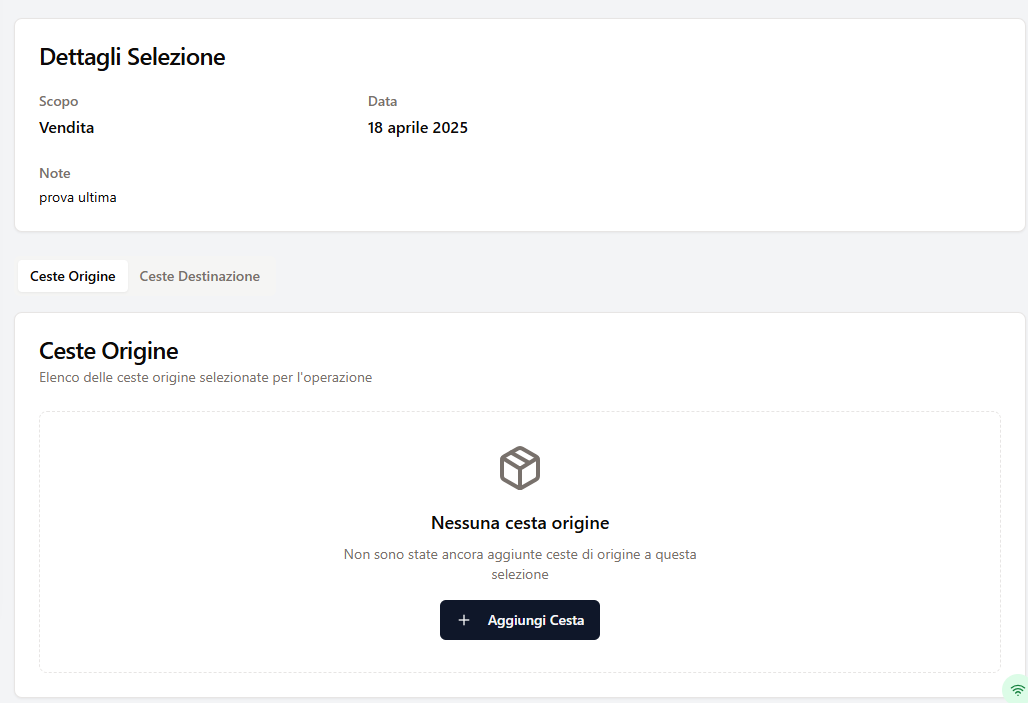 Dettagli Selezione
Scopo
Data
Vendita
18 aprile 2025
Note
prova ultima
Ceste Origine
Ceste Destinazione
Ceste Origine
Elenco delle ceste origine selezionate per l'operazione
Nessuna cesta origine
Non sono state ancora aggiunte ceste di origine a questa
selezione
Aggiungi Cesta